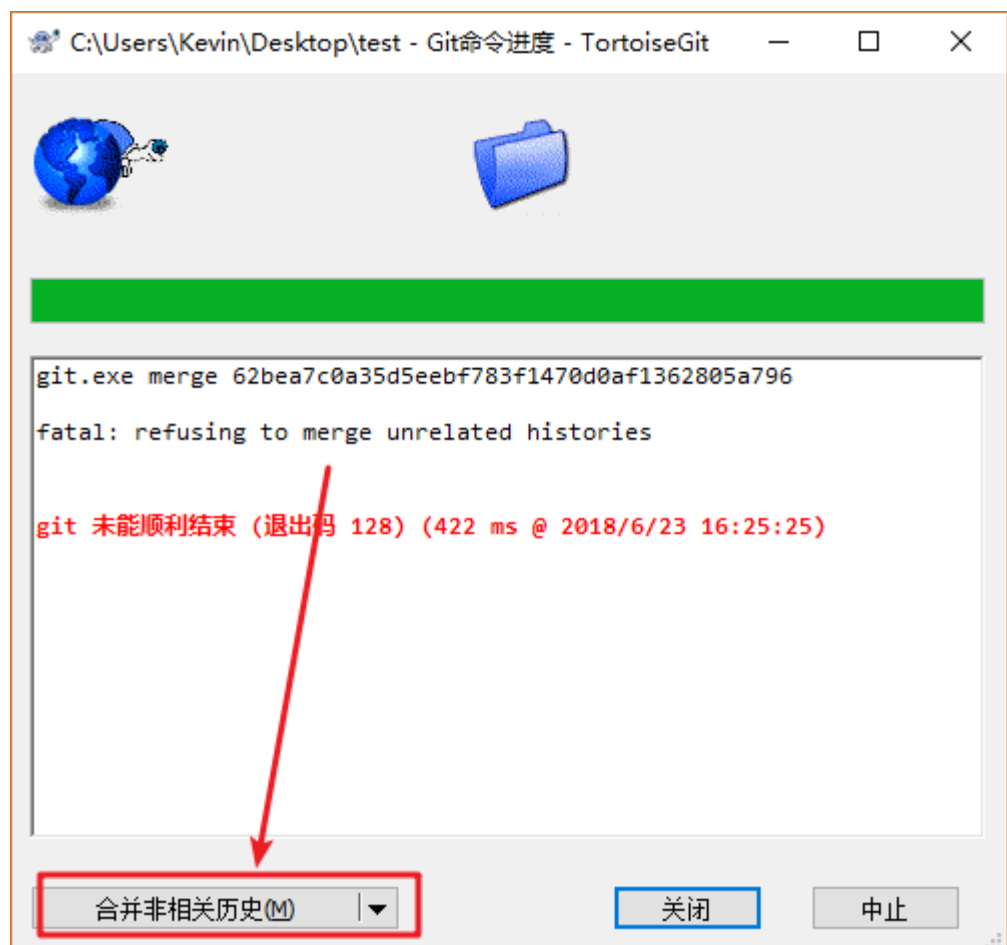 C:\Users\Kevin\Desktop\test - Git命令进度 - TortoiseGit
git.exe merge 62bea7c0a35d5eebf783f1470d0af1362805a796
fatal: refusing to merge unrelated histories
git 未能顺利结束 (退出码 128) (422 ms @ 2018/6/23 16:25:25)
合并非相关历史(M)
关闭
中止